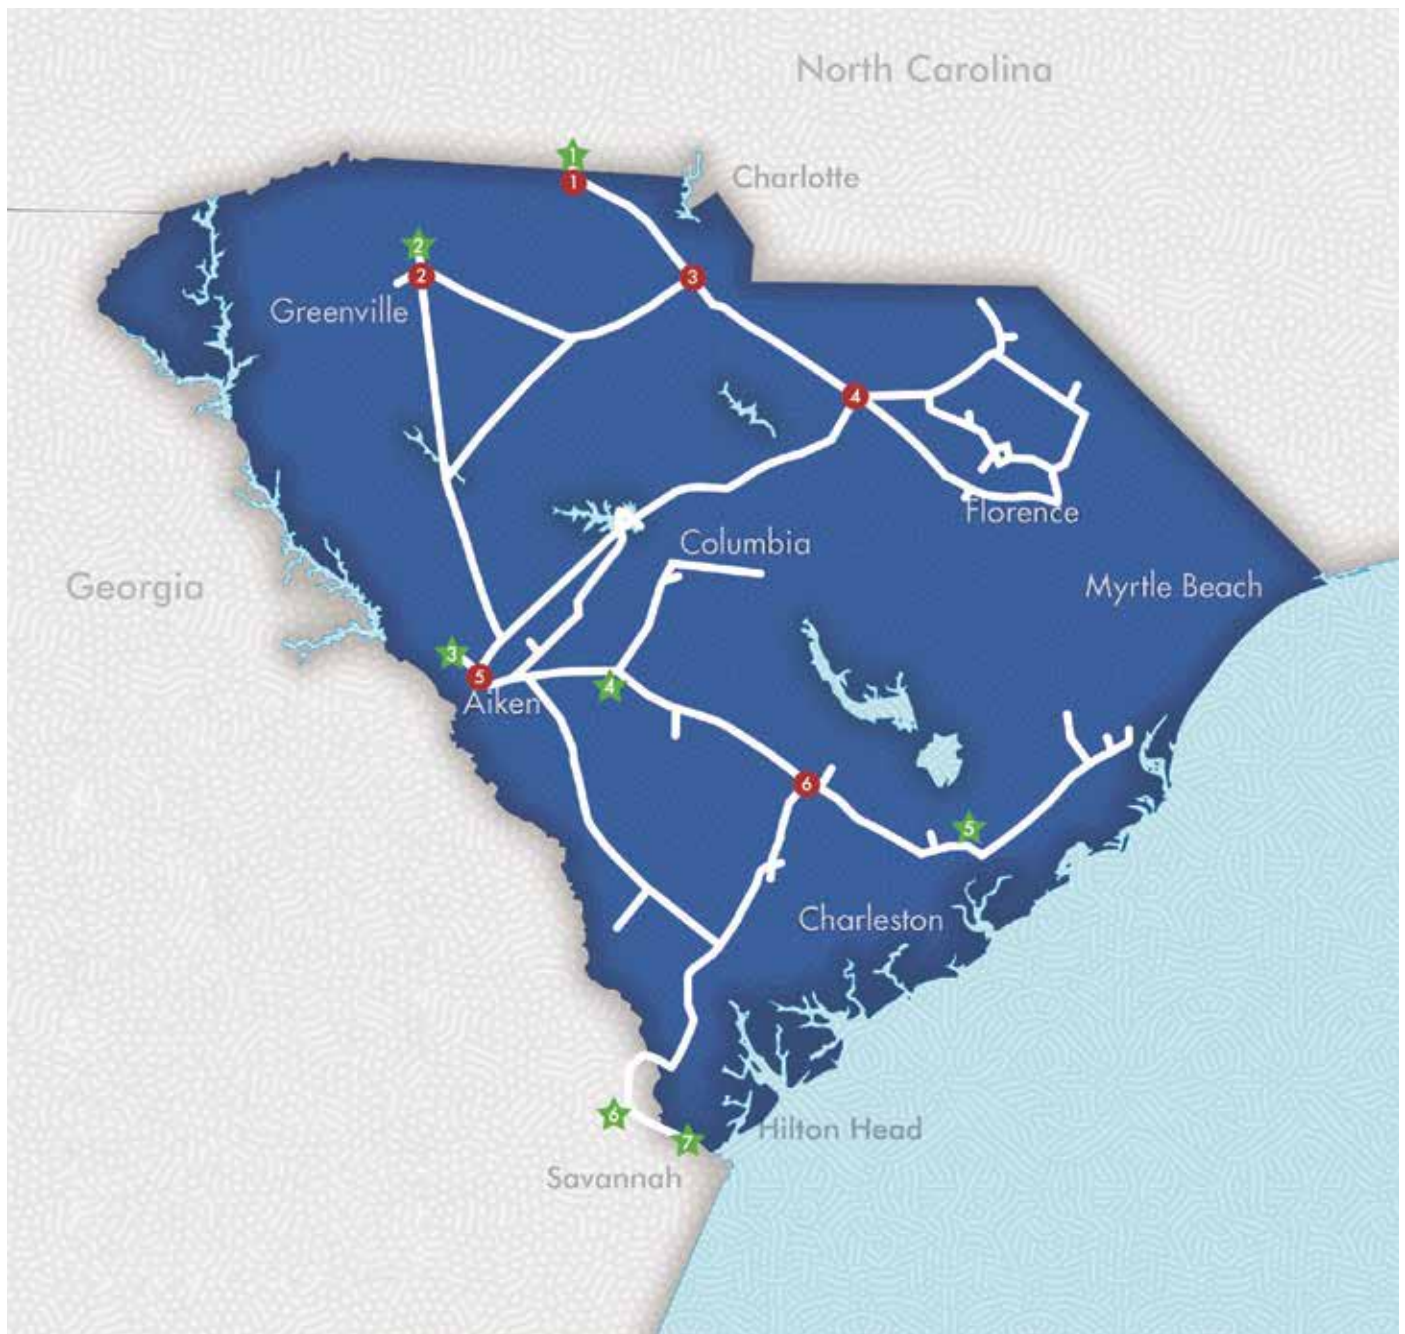 North Carolina
1
Charlotte
1
2
2
3
Greenville
4
Florence
Columbia
Georgia
Myrtle Beach
3
5
4
Aiken
6
5
Charleston
6
Hilton Head
7
Savannah